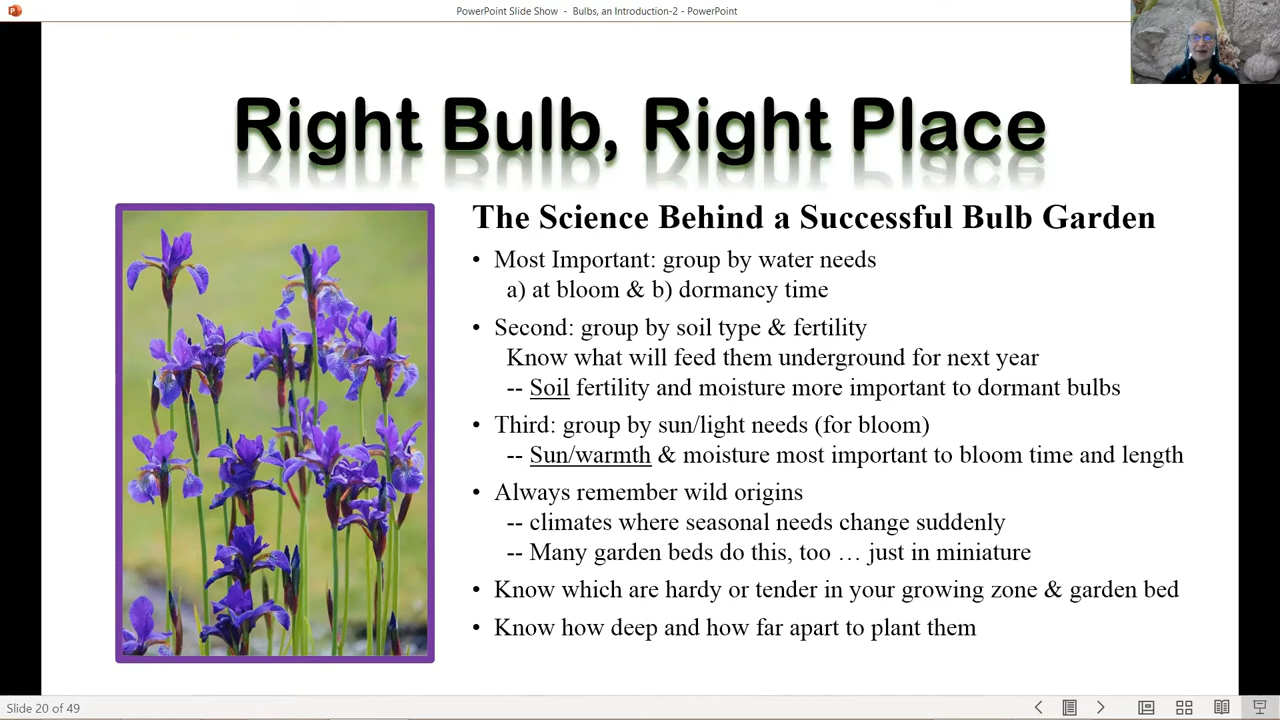 PowerPoint Slide Show - Bulbs, an Introduction-2 - PowerPoint
Right Bulb, Right Place
The Science Behind a Successful Bulb Garden
• Most Important: group by water needs
a) at bloom & b) dormancy time
• Second: group by soil type & fertility
Know what will feed them underground for next year
-- Soil fertility and moisture more important to dormant bulbs
• Third: group by sun/light needs (for bloom)
-- Sun/warmth & moisture most important to bloom time and length
• Always remember wild origins
-- climates where seasonal needs change suddenly
-- Many garden beds do this, too … just in miniature
• Know which are hardy or tender in your growing zone & garden bed
• Know how deep and how far apart to plant them
Slide 20 of 49